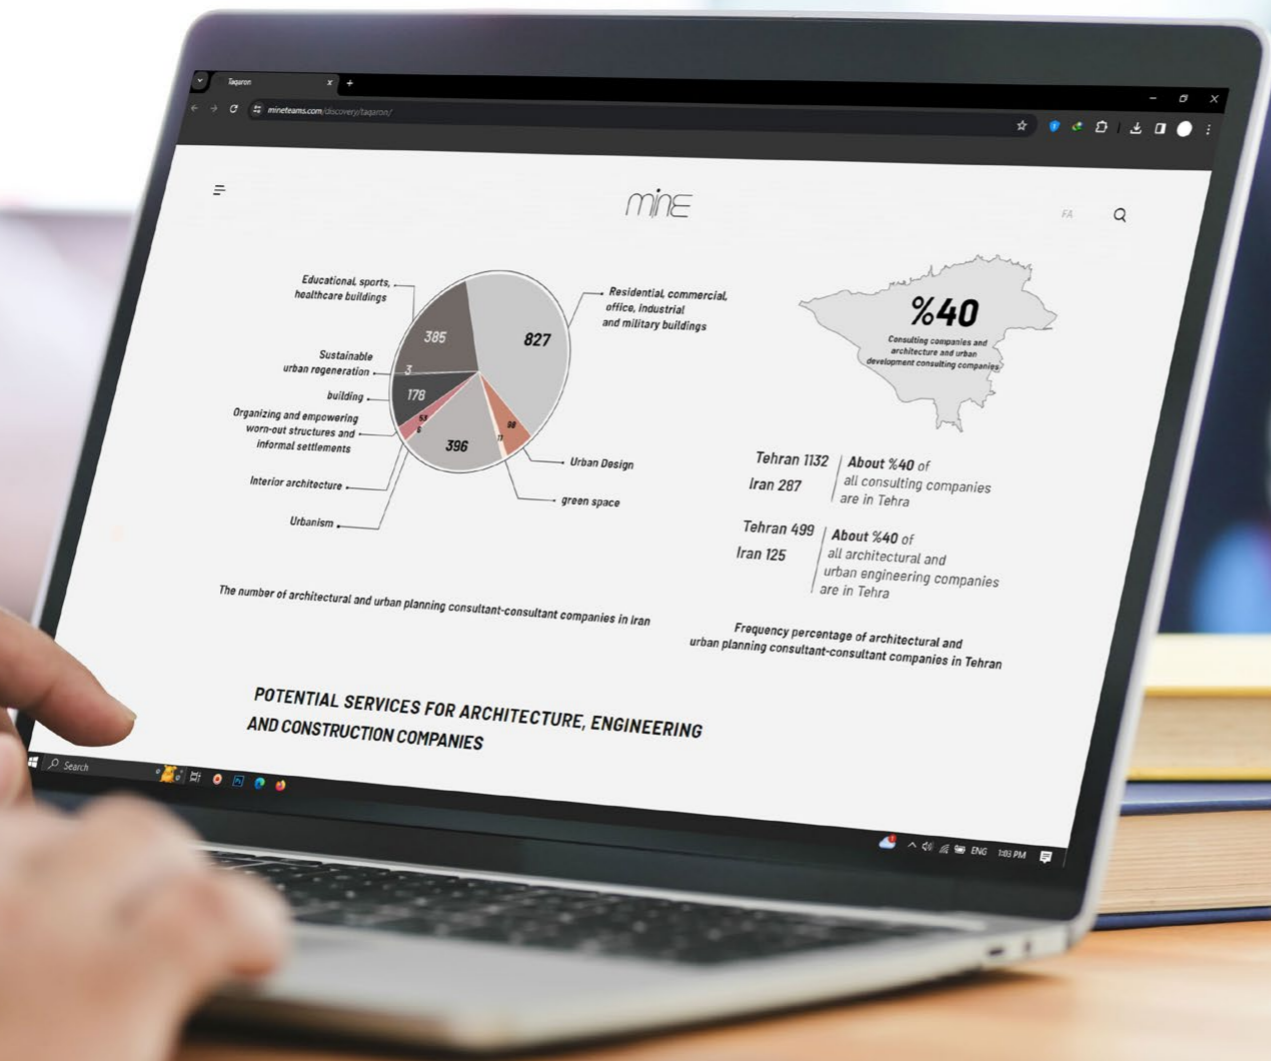 Taqaron
mineteams.com/discovery/taqaron/
mine
FA
Educational, sports,
healthcare buildings
Sustainable
urban regeneration
building
Organizing and empowering
worn-out structures and
informal settlements
Interior architecture
Urbanism
385
3
178
53
396
827
98
Residential, commercial,
office, industrial
and military buildings
Urban Design
green space
The number of architectural and urban planning consultant-consultant companies in Iran
%40
Consulting companies and
architecture and urban
development consulting companies
Tehran 1132
Iran 287
About %40 of
all consulting companies
are in Tehra
Tehran 499
Iran 125
About %40 of
all architectural and
urban engineering companies
are in Tehra
Frequency percentage of architectural and
urban planning consultant-consultant companies in Tehran
POTENTIAL SERVICES FOR ARCHITECTURE, ENGINEERING
AND CONSTRUCTION COMPANIES
Search
ENG
1:03 PM